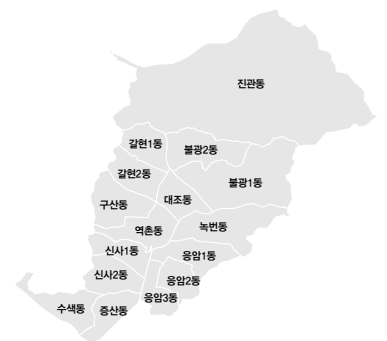 진관동
갈현1동
불광2동
갈현2동
불광1동
구산동
대조동
역촌동
녹번동
신사1동
응암1동
신사2동
응암2동
응암3동
수색동
증산동